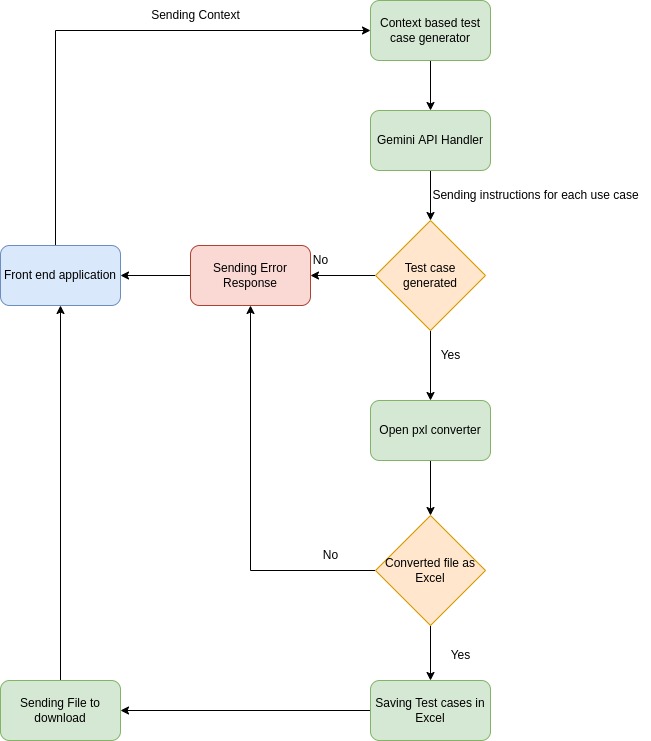 Sending Context
Context based test
case generator
Gemini API Handler
Sending instructions for each use case
Front end application
Sending Error
Response
No
Test case
generated
Yes
Open pxl converter
No
Converted file as
Excel
Yes
Sending File to
download
Saving Test cases in
Excel